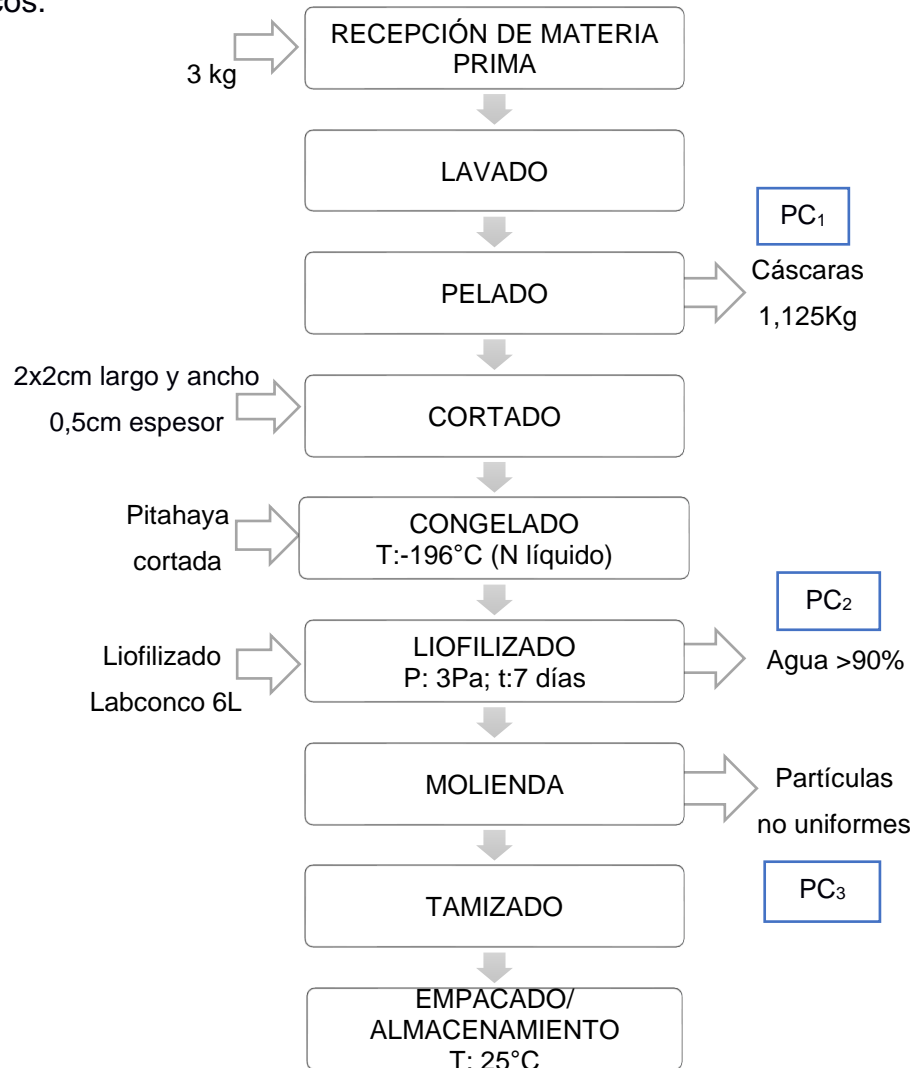 cos.
RECEPCIÓN DE MATERIA
PRIMA
3 kg
LAVADO
PC₁
PELADO
Cáscaras
1,125Kg
2x2cm largo y ancho
0,5cm espesor
CORTADO
Pitahaya
cortada
CONGELADO
T:-196°C (N líquido)
PC₂
Liofilizado
Labconco 6L
LIOFILIZADO
P: 3Pa; t:7 días
Agua >90%
MOLIENDA
Partículas
no uniformes
PC₃
TAMIZADO
EMPACADO/
ALMACENAMIENTO
T: 25°C